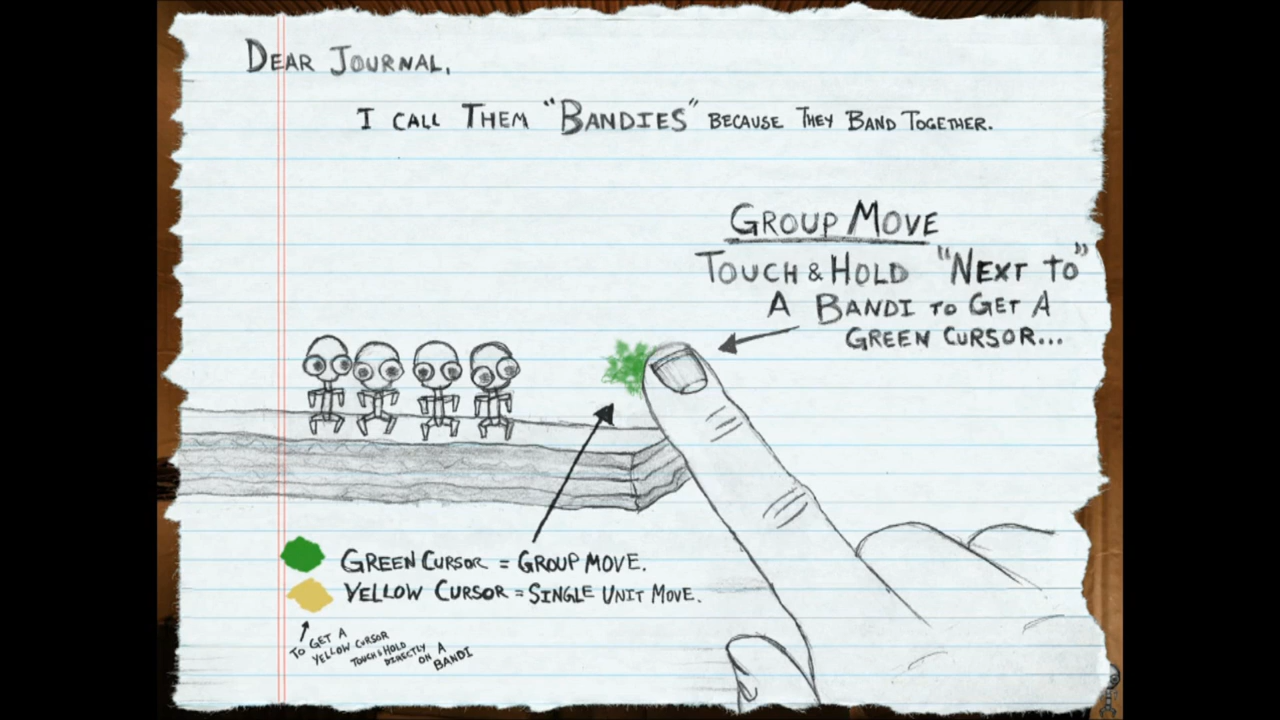 DEAR JOURNAL,
I CALL THEM "BANDIES" BECAUSE THEY BAND TOGETHER.
GROUP MOVE
TOUCH & HOLD "NEXT TO"
A BANDI TO GET A
GREEN CURSOR...
GREEN CURSOR = GROUP MOVE.
YELLOW CURSOR = SINGLE UNIT MOVE.
TO GET A
YELLOW CURSOR
TOUCH & HOLD
DIRECTLY
ON A
BANDI